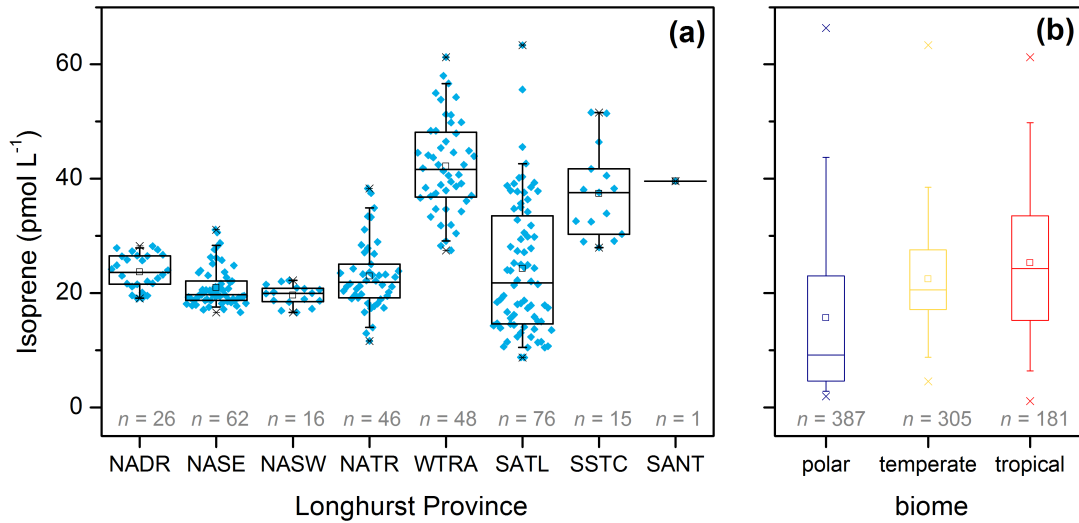 (a)
Isoprene (pmol L⁻¹)
60
40
20
0
n = 26 n = 62 n = 16 n = 46 n = 48 n = 76 n = 15 n = 1
NADR NASE NASW NATR WTRA SATL SSTC SANT
Longhurst Province
(b)
n = 387 n = 305 n = 181
polar temperate tropical
biome